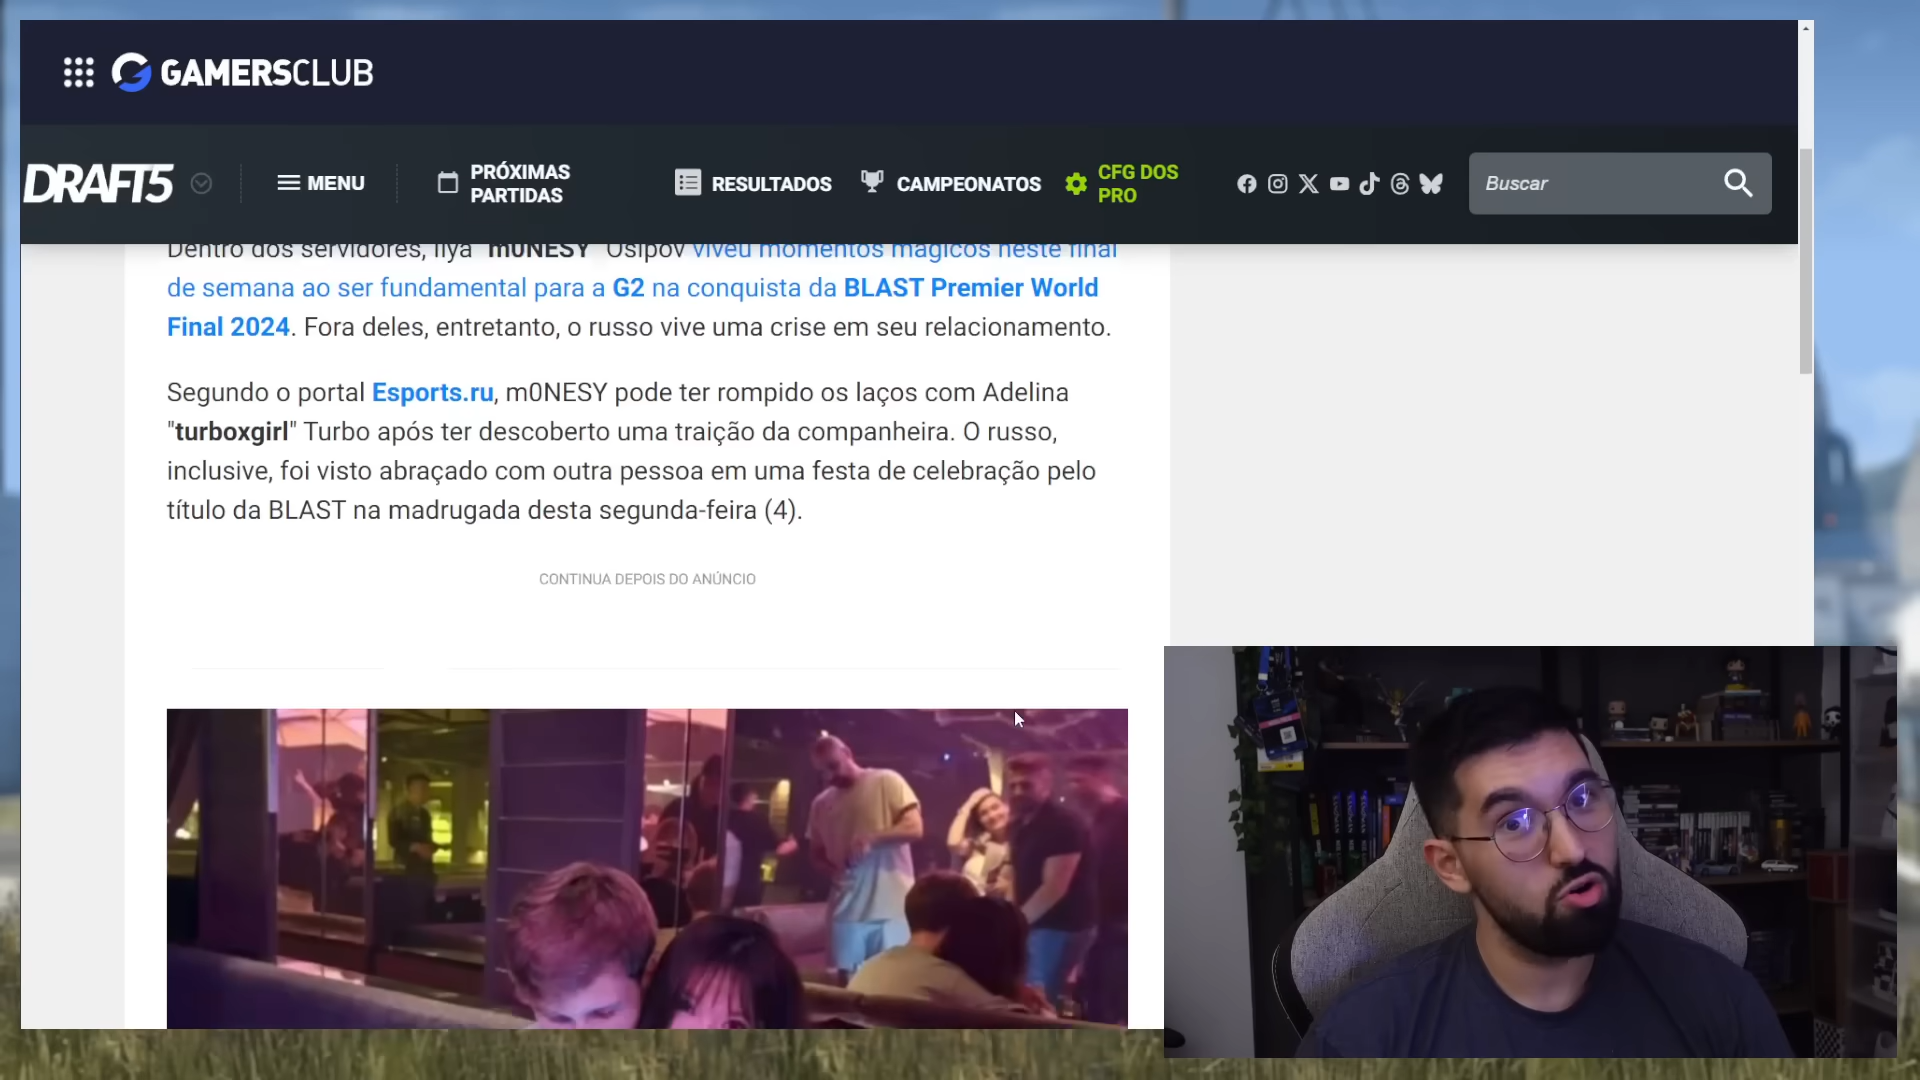 GAMERSCLUB
DRAFT5
MENU
PRÓXIMAS
PARTIDAS
RESULTADOS
CAMPEONATOS
CFG DOS
PRO
Buscar
Dentro dos servidores, Ilya "m0NESY" Osipov viveu momentos mágicos neste final
de semana ao ser fundamental para a G2 na conquista da BLAST Premier World
Final 2024. Fora deles, entretanto, o russo vive uma crise em seu relacionamento.
Segundo o portal Esports.ru, m0NESY pode ter rompido os laços com Adelina
"turboxgirl" Turbo após ter descoberto uma traição da companheira. O russo,
inclusive, foi visto abraçado com outra pessoa em uma festa de celebração pelo
título da BLAST na madrugada desta segunda-feira (4).
CONTINUA DEPOIS DO ANÚNCIO